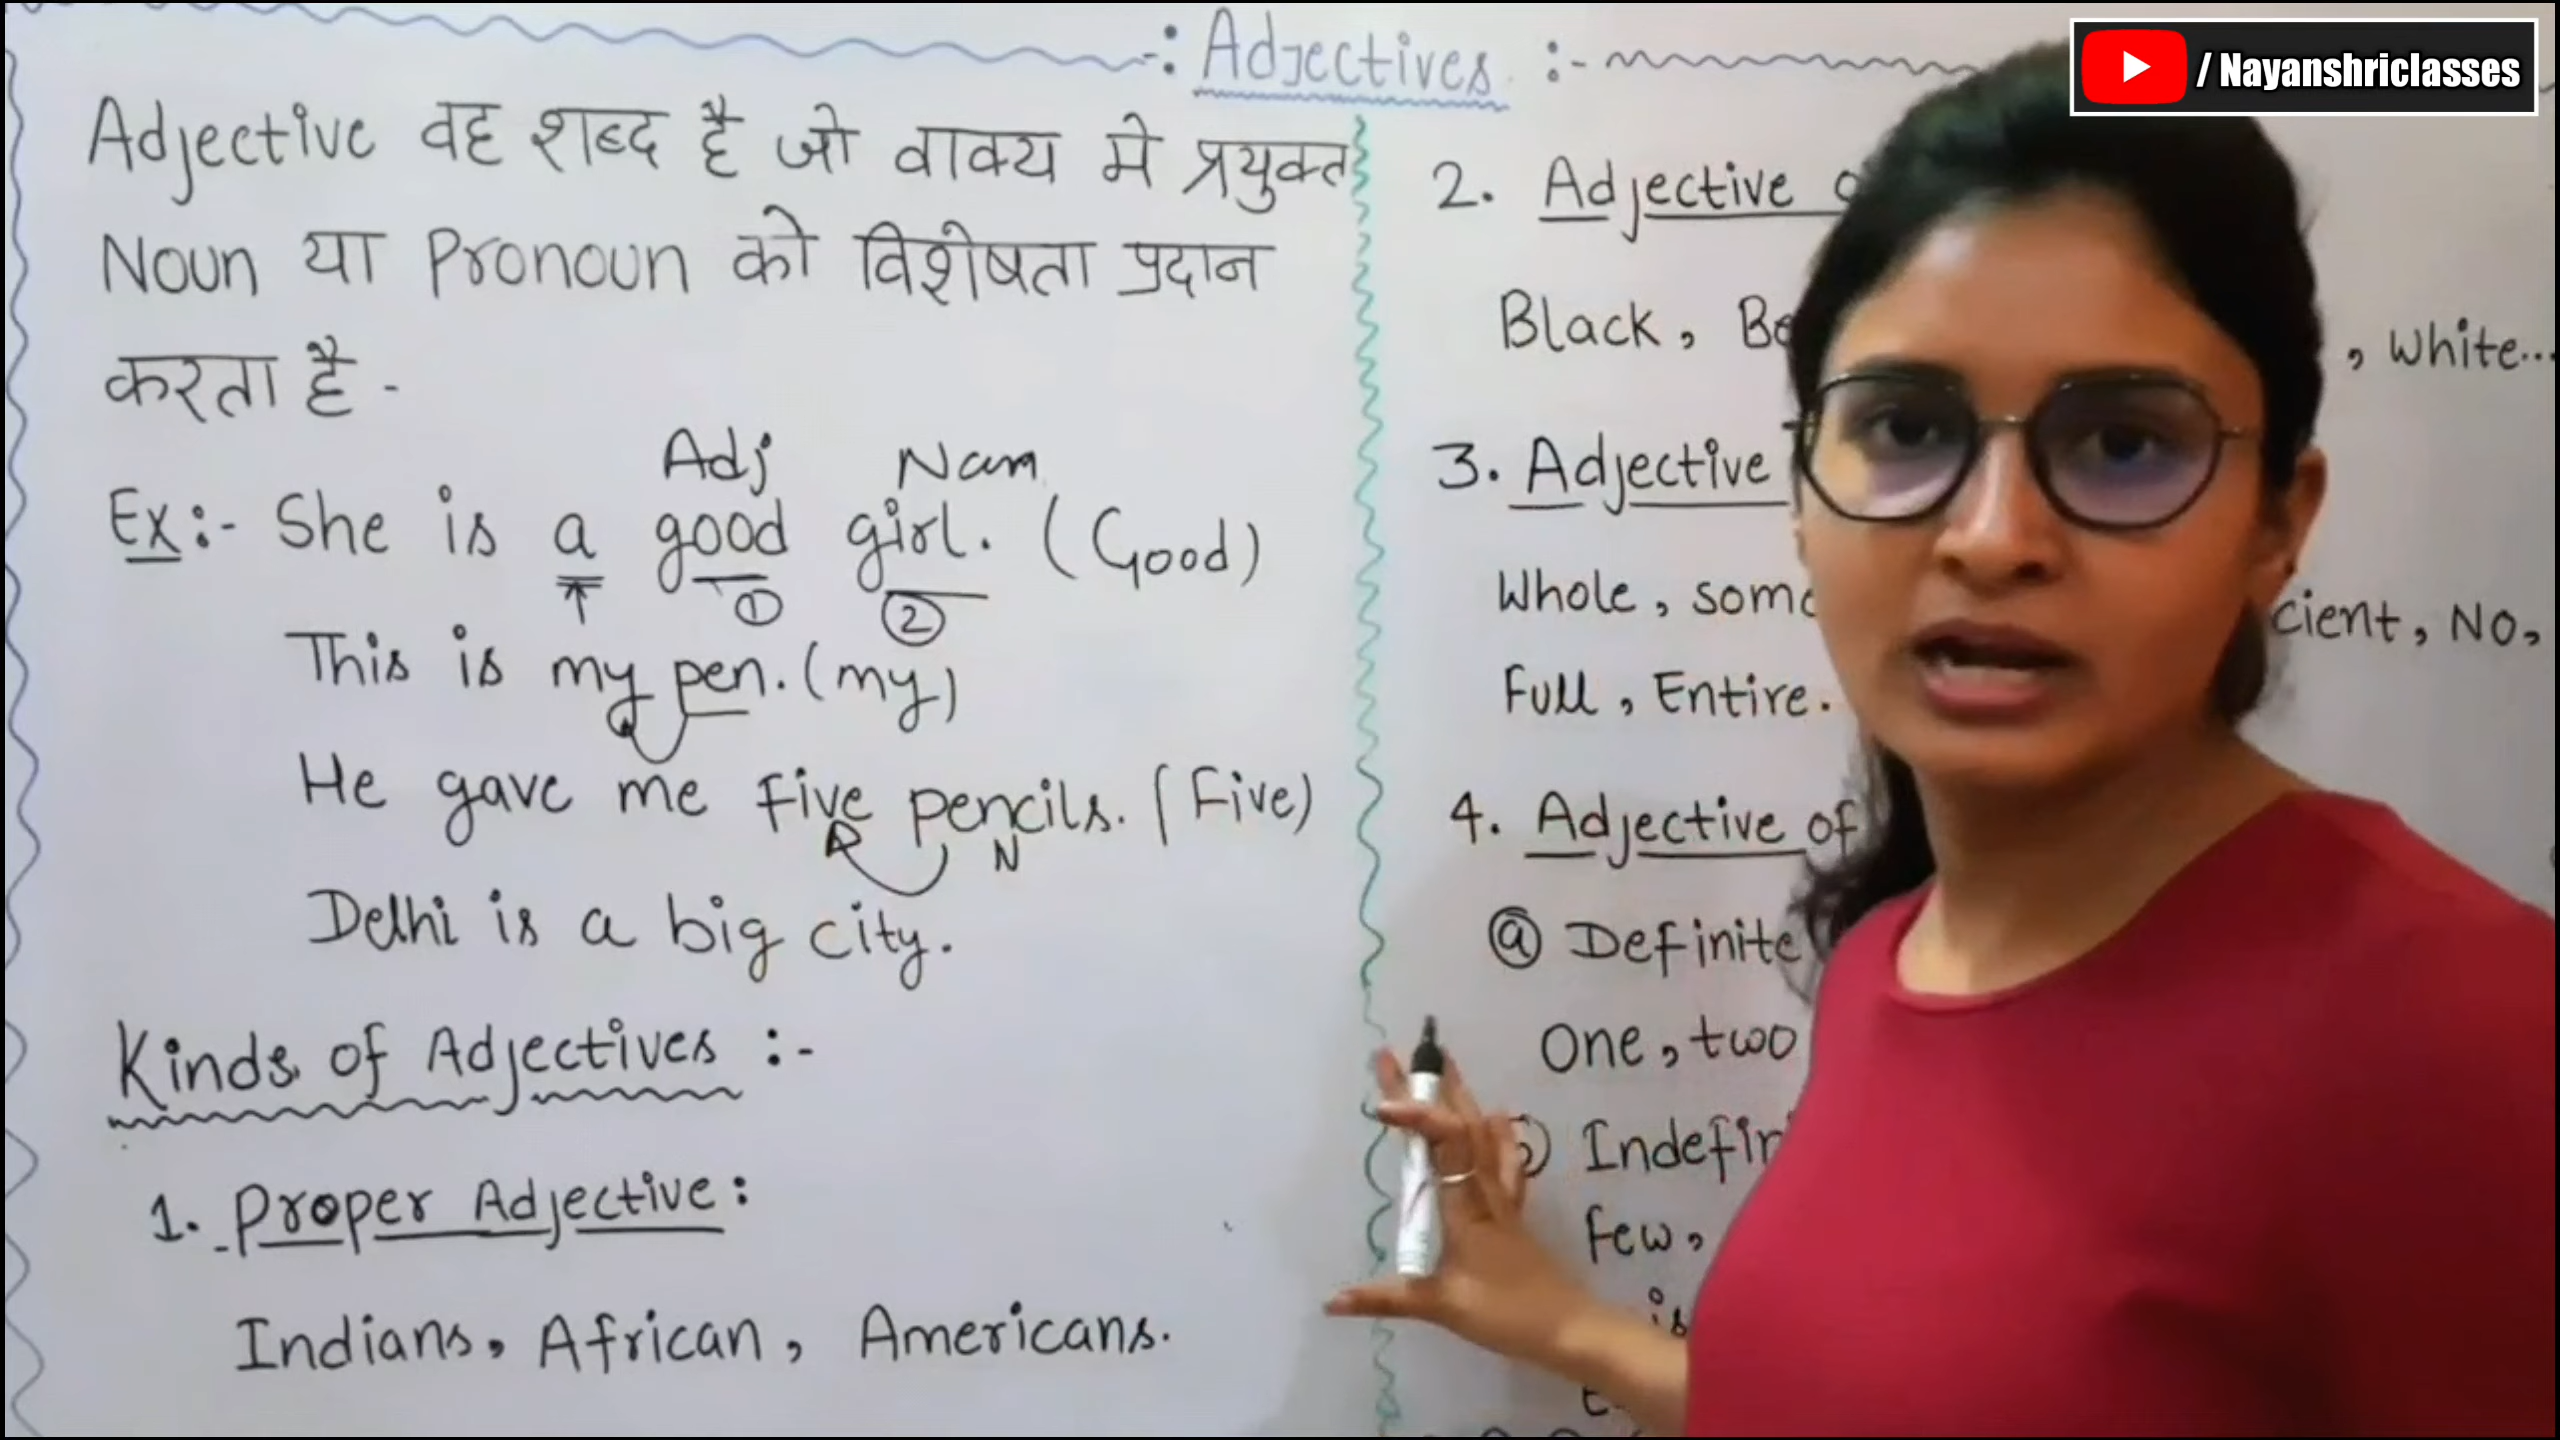 / Nayanshriclasses
-: Adjectives :-
Adjective वह शब्द है जो वाक्य मे प्रयुक्त
Noun या Pronoun को विशेषता प्रदान
करता है -
Adj Noun
Ex:- She is a good girl. (Good)
① ②
This is my pen. (my)
He gave me Five pencils. (Five)
N
Delhi is a big city.
Kinds of Adjectives :-
1. Proper Adjective:
Indians, African, Americans.
2. Adjective
Black, , White...
3. Adjective
Whole, No,
Full, Entire.
4. Adjective of
ⓐ Definite
One, two
Few,